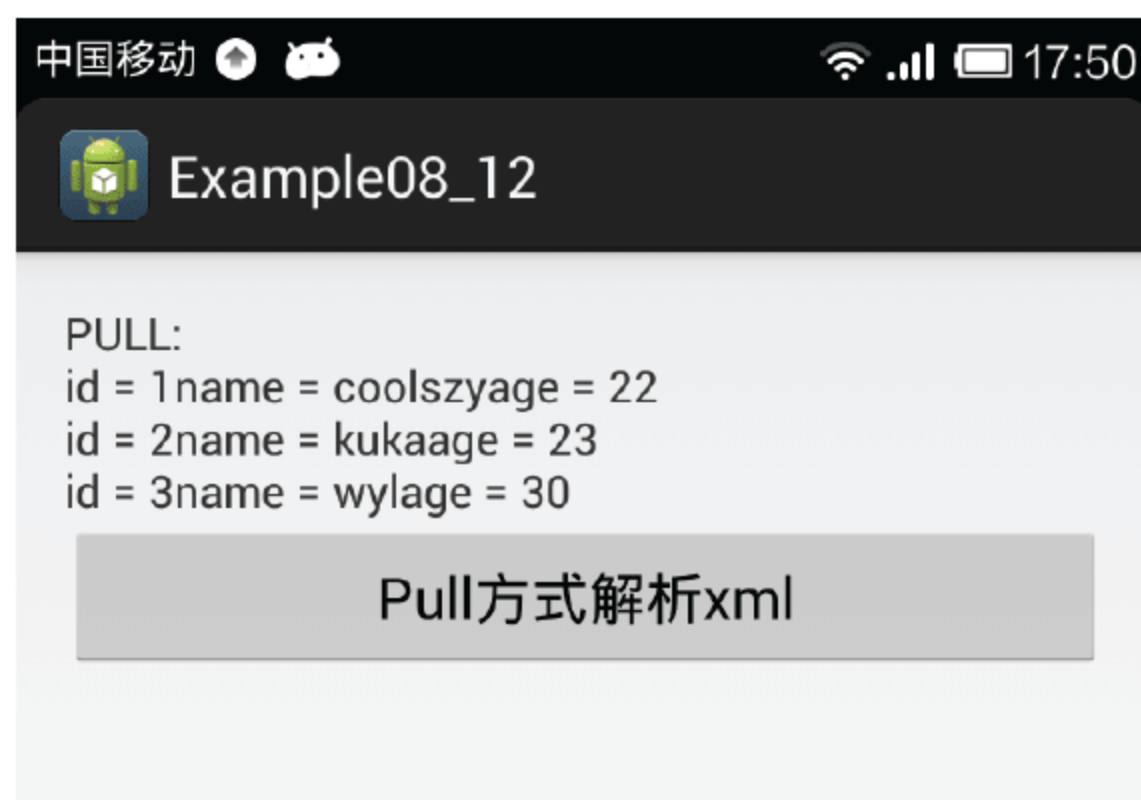 中国移动 17:50
Example08_12
PULL:
id = 1name = coolszyage = 22
id = 2name = kukaage = 23
id = 3name = wylage = 30
Pull方式解析xml